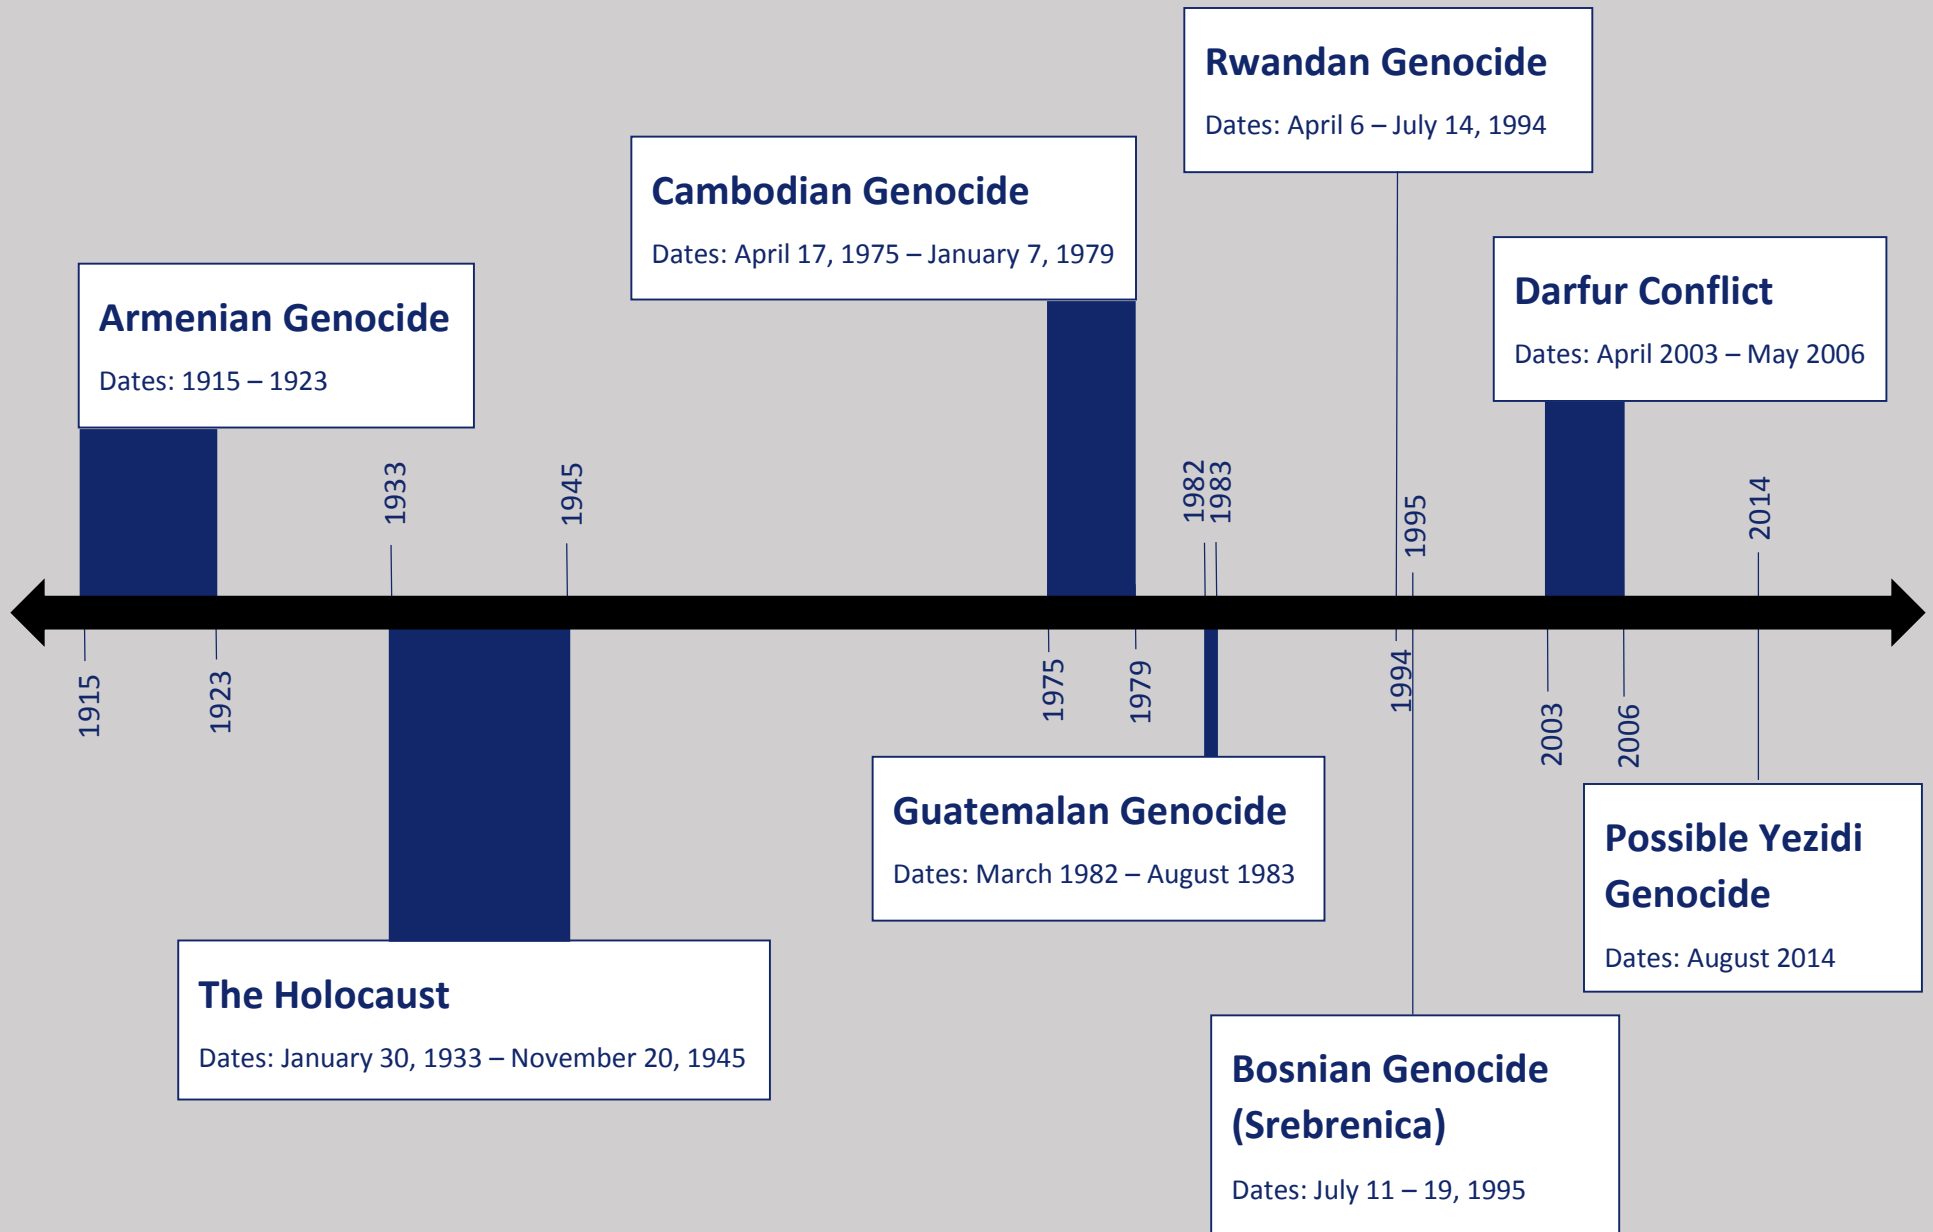 Rwandan Genocide
Dates: April 6 – July 14, 1994
Cambodian Genocide
Dates: April 17, 1975 – January 7, 1979
Darfur Conflict
Dates: April 2003 – May 2006
Armenian Genocide
Dates: 1915 – 1923
1933
1945
1982
1983
1995
2014
1915
1923
1975
1979
1994
2003
2006
Guatemalan Genocide
Dates: March 1982 – August 1983
Possible Yezidi
Genocide
Dates: August 2014
The Holocaust
Dates: January 30, 1933 – November 20, 1945
Bosnian Genocide
(Srebrenica)
Dates: July 11 – 19, 1995